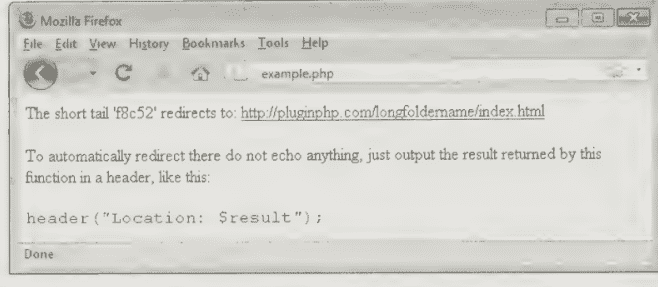 Mozilla Firefox
File Edit View History Bookmarks Tools Help
example.php
The short tail 'f8c52' redirects to: http://pluginphp.com/longfoldername/index.html
To automatically redirect there do not echo anything, just output the result returned by this
function in a header, like this:
header("Location: $result");
Done